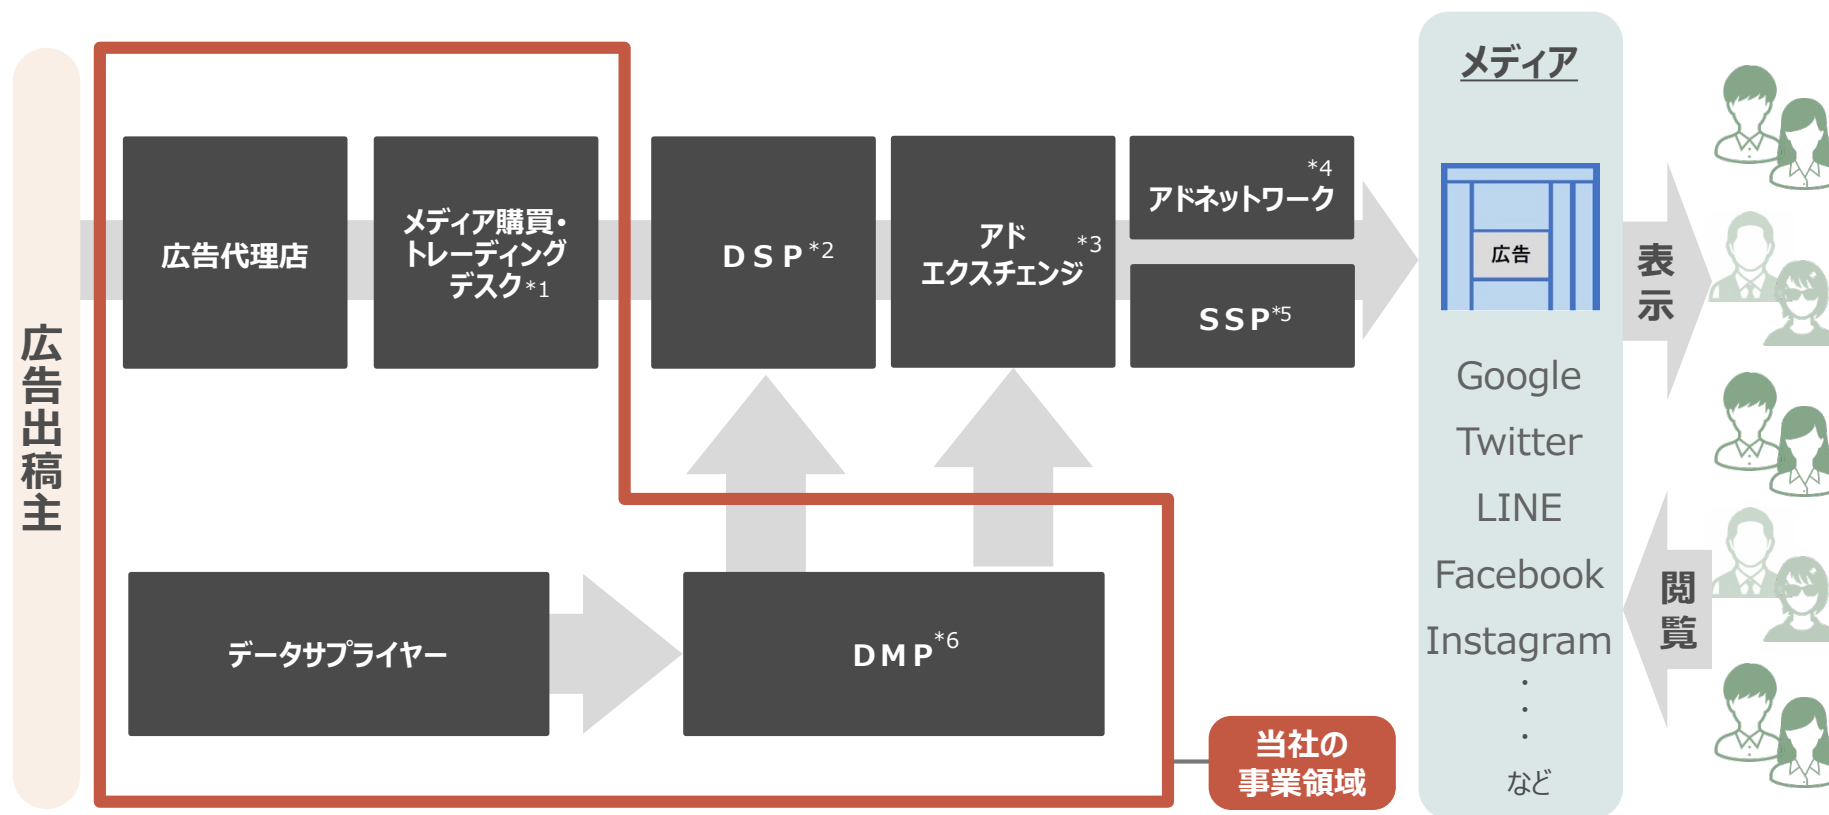 広告出稿主
広告代理店
メディア購買・
トレーディング
デスク*1
DSP*2
アド
エクスチェンジ*3
*4
アドネットワーク
SSP*5
データサプライヤー
DMP*6
当社の
事業領域
メディア
広告
Google
Twitter
LINE
Facebook
Instagram
・
・
・
など
表示
閲覧